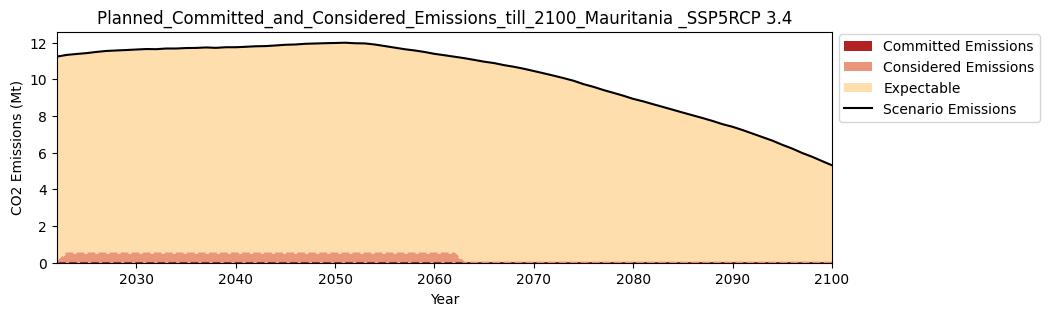 Planned_Committed_and_Considered_Emissions_till_2100_Mauritania _SSP5RCP 3.4
Committed Emissions
Considered Emissions
Expectable
Scenario Emissions
CO2 Emissions (Mt)
12
10
8
6
4
2
0
2030
2040
2050
2060
2070
2080
2090
2100
Year